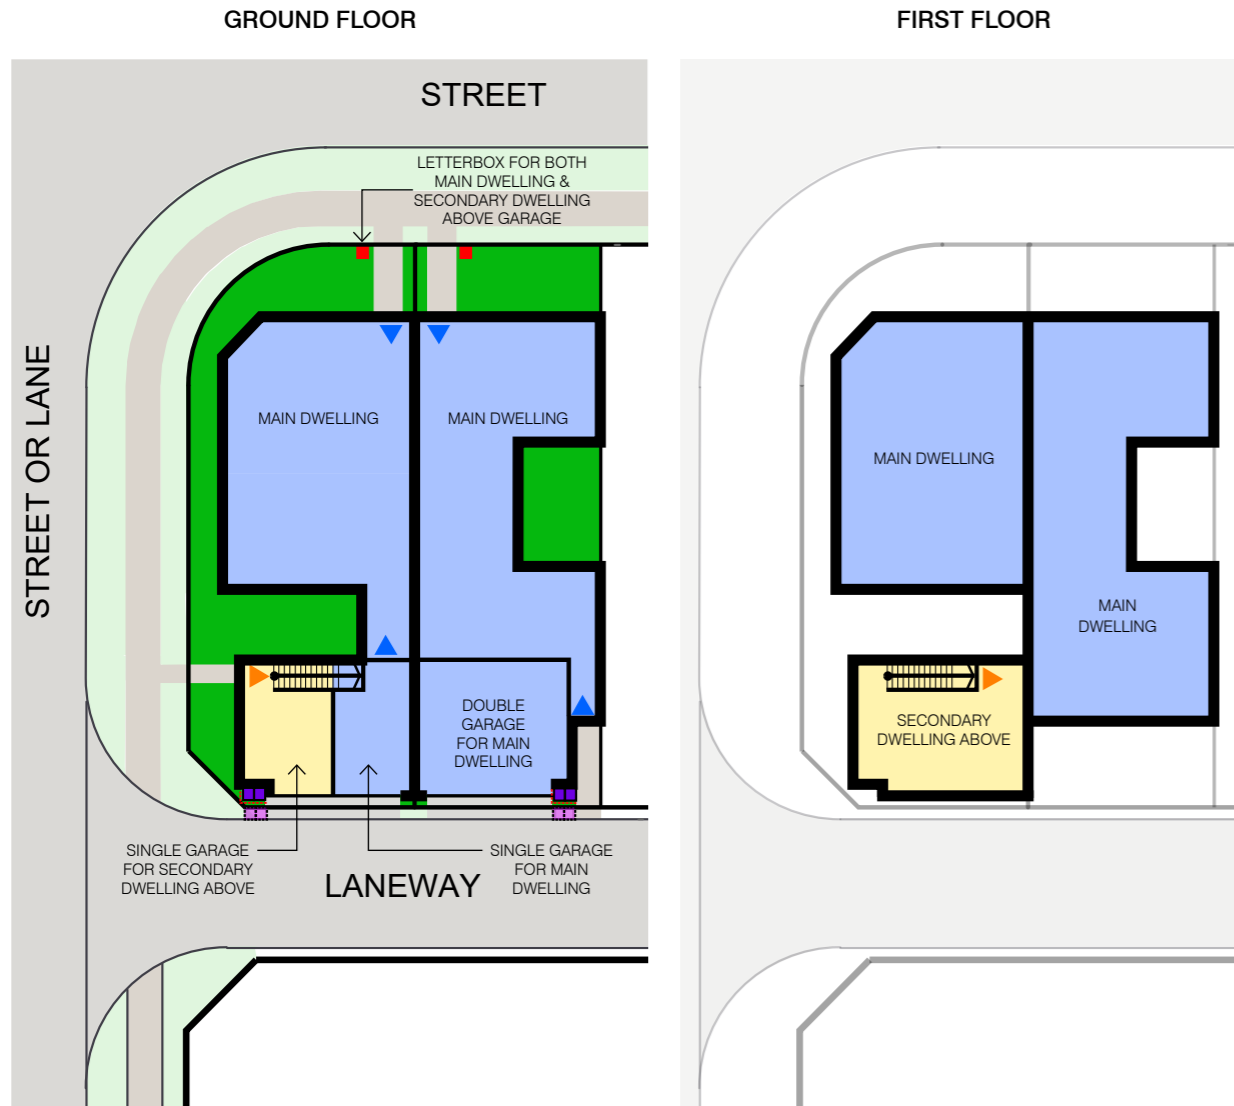 GROUND FLOOR
FIRST FLOOR
STREET
LETTERBOX FOR BOTH
MAIN DWELLING &
SECONDARY DWELLING
ABOVE GARAGE
STREET OR LANE
MAIN DWELLING
MAIN DWELLING
DOUBLE
GARAGE
FOR MAIN
DWELLING
SINGLE GARAGE
FOR SECONDARY
DWELLING ABOVE
SINGLE GARAGE
FOR MAIN
DWELLING
LANEWAY
MAIN DWELLING
MAIN
DWELLING
SECONDARY
DWELLING ABOVE